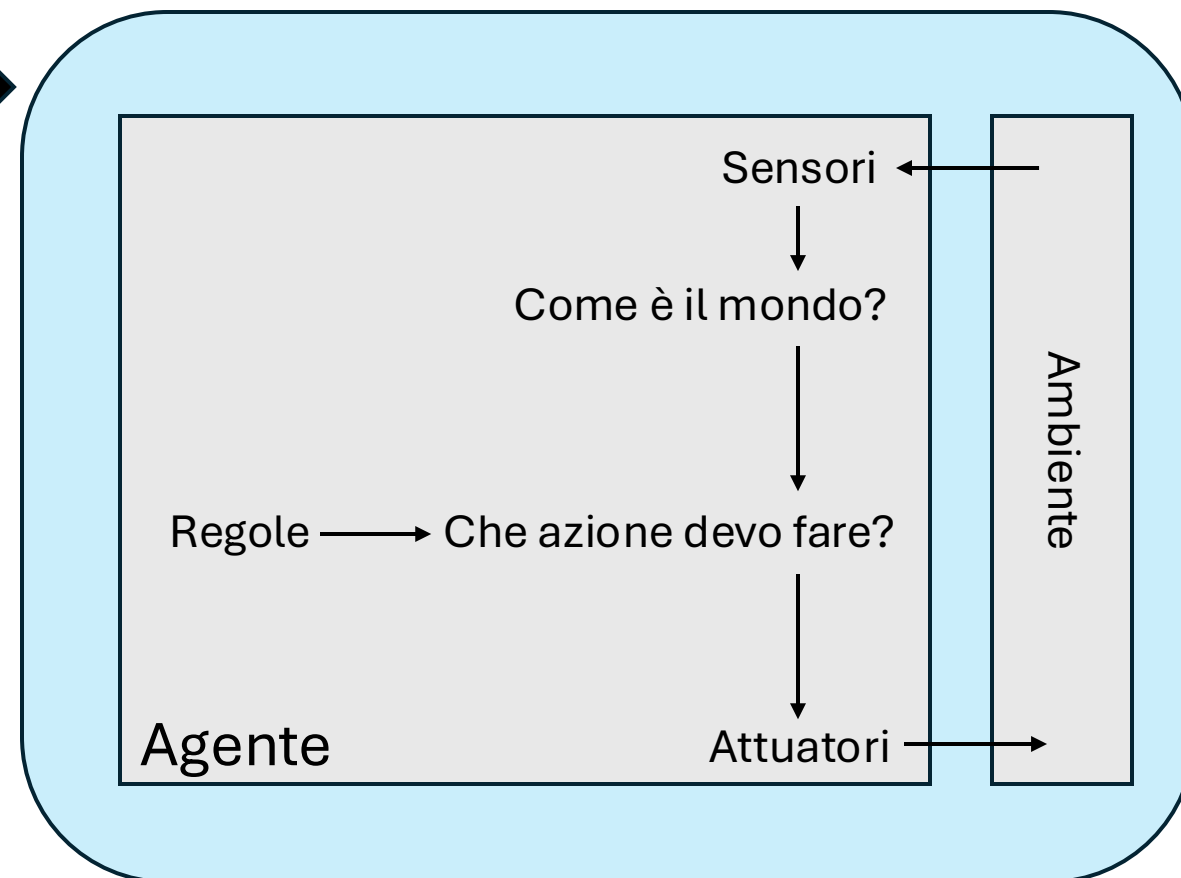 Sensori
Come è il mondo?
Regole
Che azione devo fare?
Agente
Attuatori
Ambiente